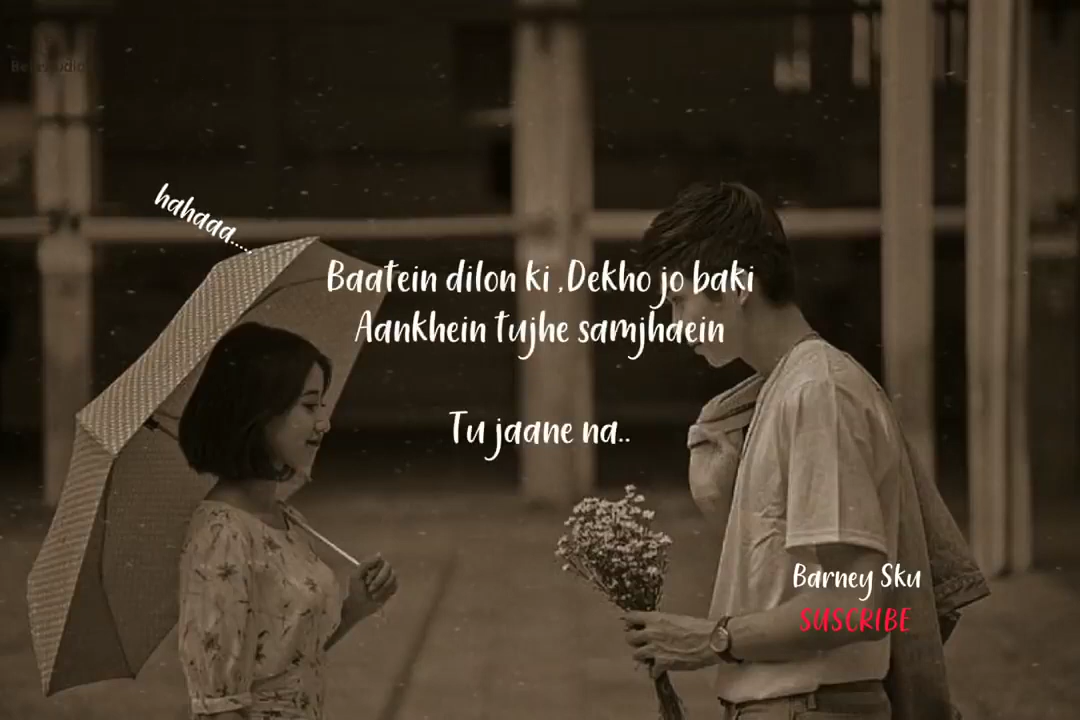 hahaaa....
Baatein dilon ki ,Dekho jo baki
Aankhein tujhe samjhaein
Tu jaane na..
Barney Sku
SUSCRIBE